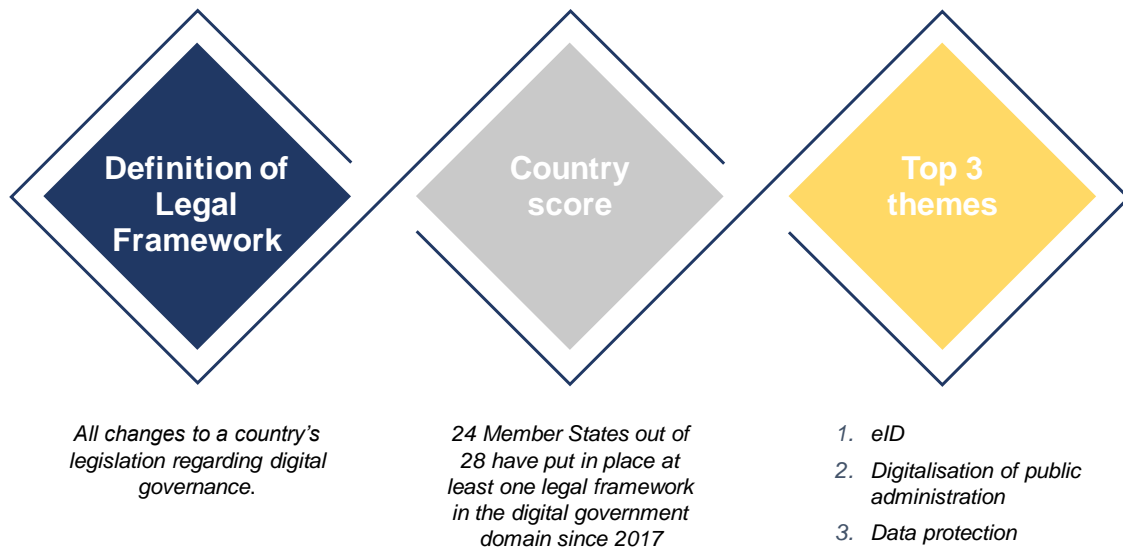 Definition of
Legal
Framework
All changes to a country's
legislation regarding digital
governance.
Country
score
24 Member States out of
28 have put in place at
least one legal framework
in the digital government
domain since 2017
Top 3
themes
1. eID
2. Digitalisation of public
administration
3. Data protection